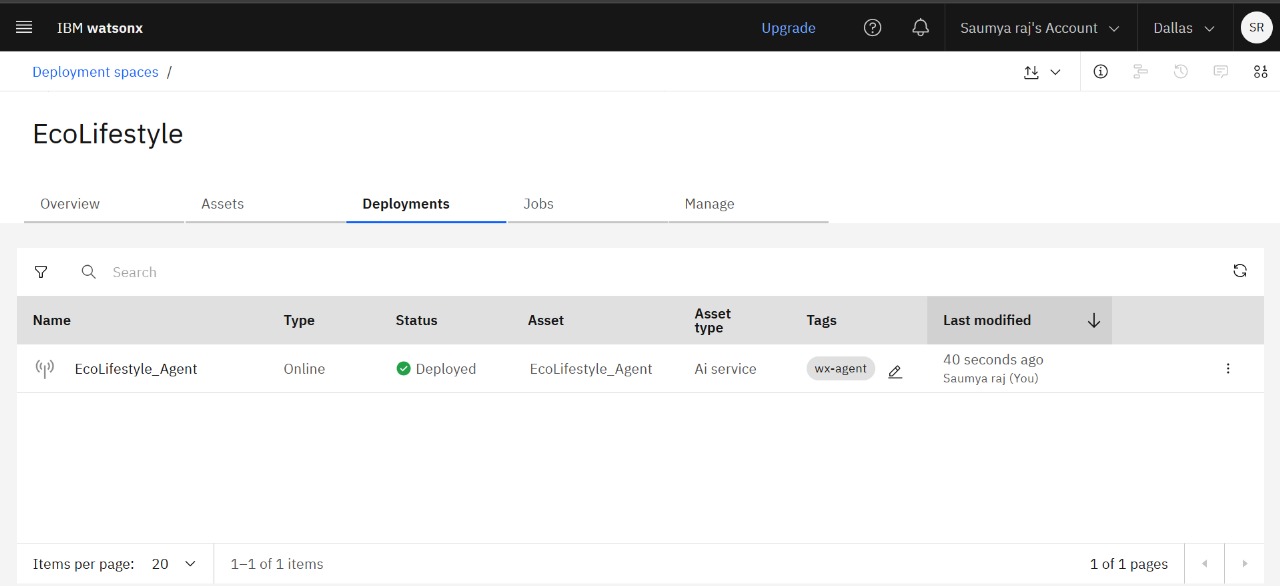 IBM watsonx Upgrade Saumya raj's Account Dallas SR
Deployment spaces /
EcoLifestyle
Overview Assets Deployments Jobs Manage
Search
Name Type Status Asset Asset type Tags Last modified
EcoLifestyle_Agent Online Deployed EcoLifestyle_Agent Ai service wx-agent 40 seconds ago
Saumya raj (You)
Items per page: 20 1–1 of 1 items 1 of 1 pages